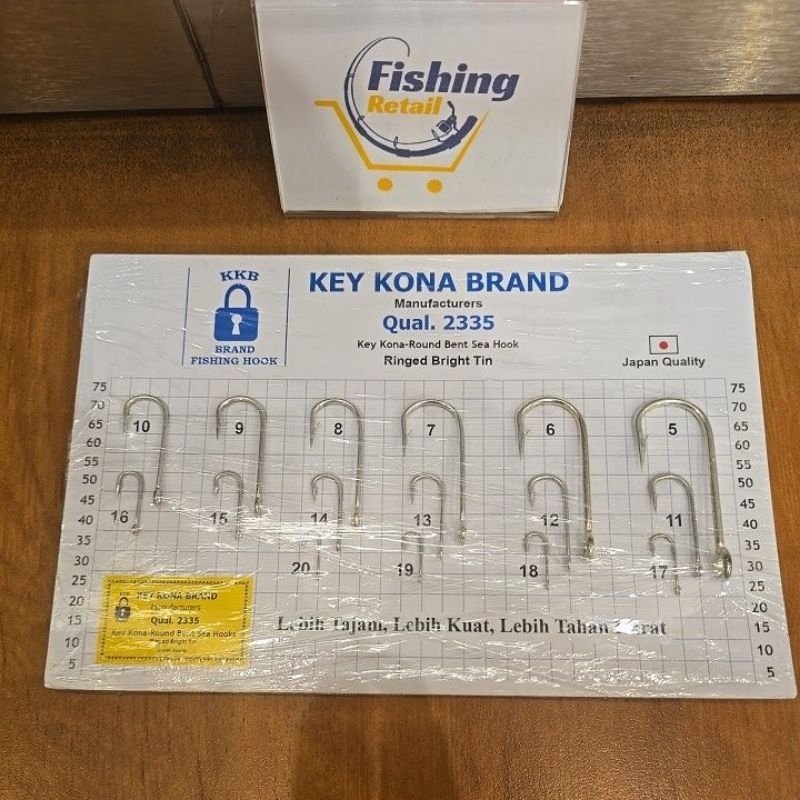 Fishing
Retail
KKB
BRAND
FISHING HOOK
KEY KONA BRAND
Manufacturers
Qual. 2335
Key Kona-Round Bent Sea Hook
Ringed Bright Tin
Japan Quality
75 75
70 10 9 8 7 6 5 70
65 65
60 60
55 55
50 50
45 45
40 16 15 14 13 12 11 40
35 35
30 20 19 18 17 30
25 25
20 20
15 15
10 10
5 5
KEY KONA BRAND
Manufacturers
Qual. 2335
Key Kona-Round Bent Sea Hooks
Ringed Bright Tin
Lebih Tajam, Lebih Kuat, Lebih Tahan